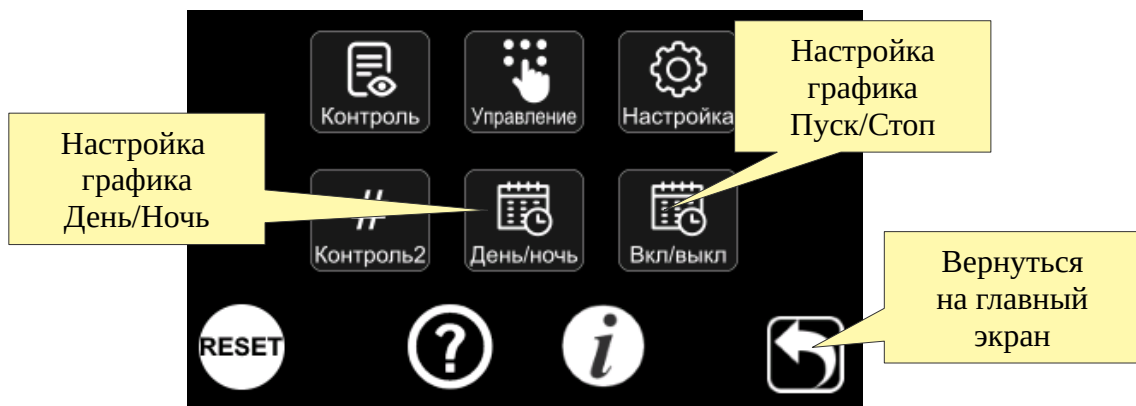 Контроль
Управление
Настройка
Настройка
графика
Пуск/Стоп
Настройка
графика
День/Ночь
#
Контроль2
День/ночь
Вкл/выкл
Вернуться
на главный
экран
RESET
?
i